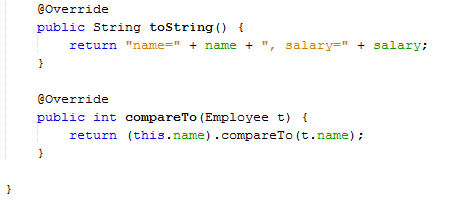 @Override
public String toString() {
return "name=" + name + ", salary=" + salary;
}
@Override
public int compareTo(Employee t) {
return (this.name).compareTo(t.name);
}
}